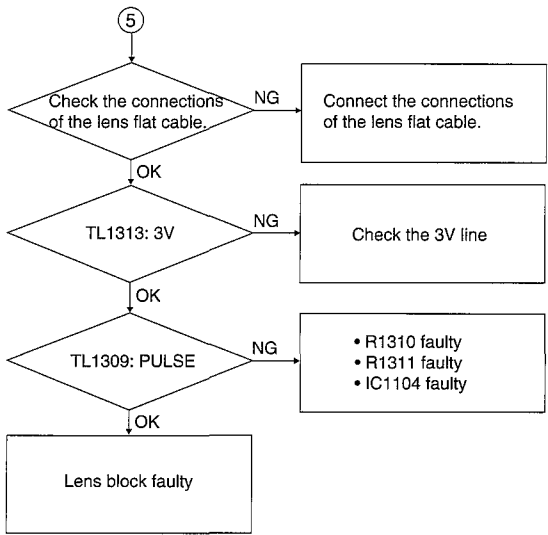 5
Check the connections
of the lens flat cable.
NG
Connect the connections
of the lens flat cable.
OK
TL1313: 3V
NG
Check the 3V line
OK
TL1309: PULSE
NG
• R1310 faulty
• R1311 faulty
• IC1104 faulty
OK
Lens block faulty